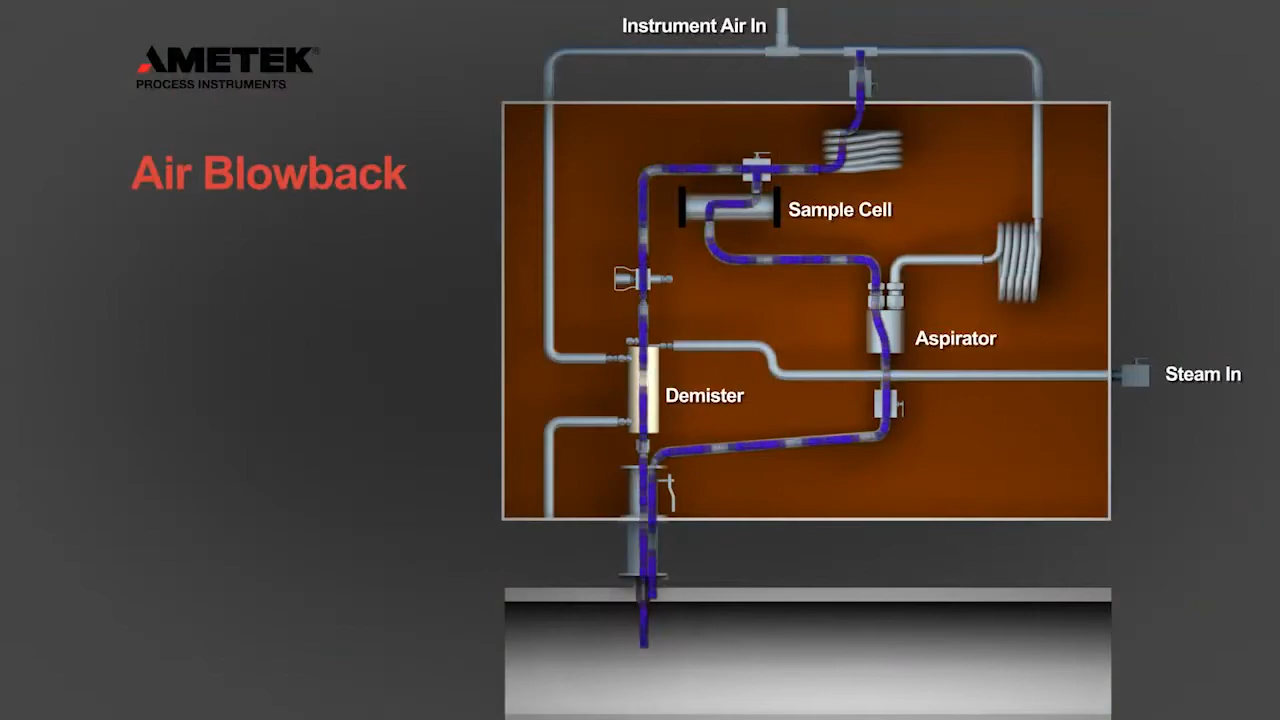 Instrument Air In
AMETEK®
PROCESS INSTRUMENTS
Air Blowback
Sample Cell
Aspirator
Steam In
Demister